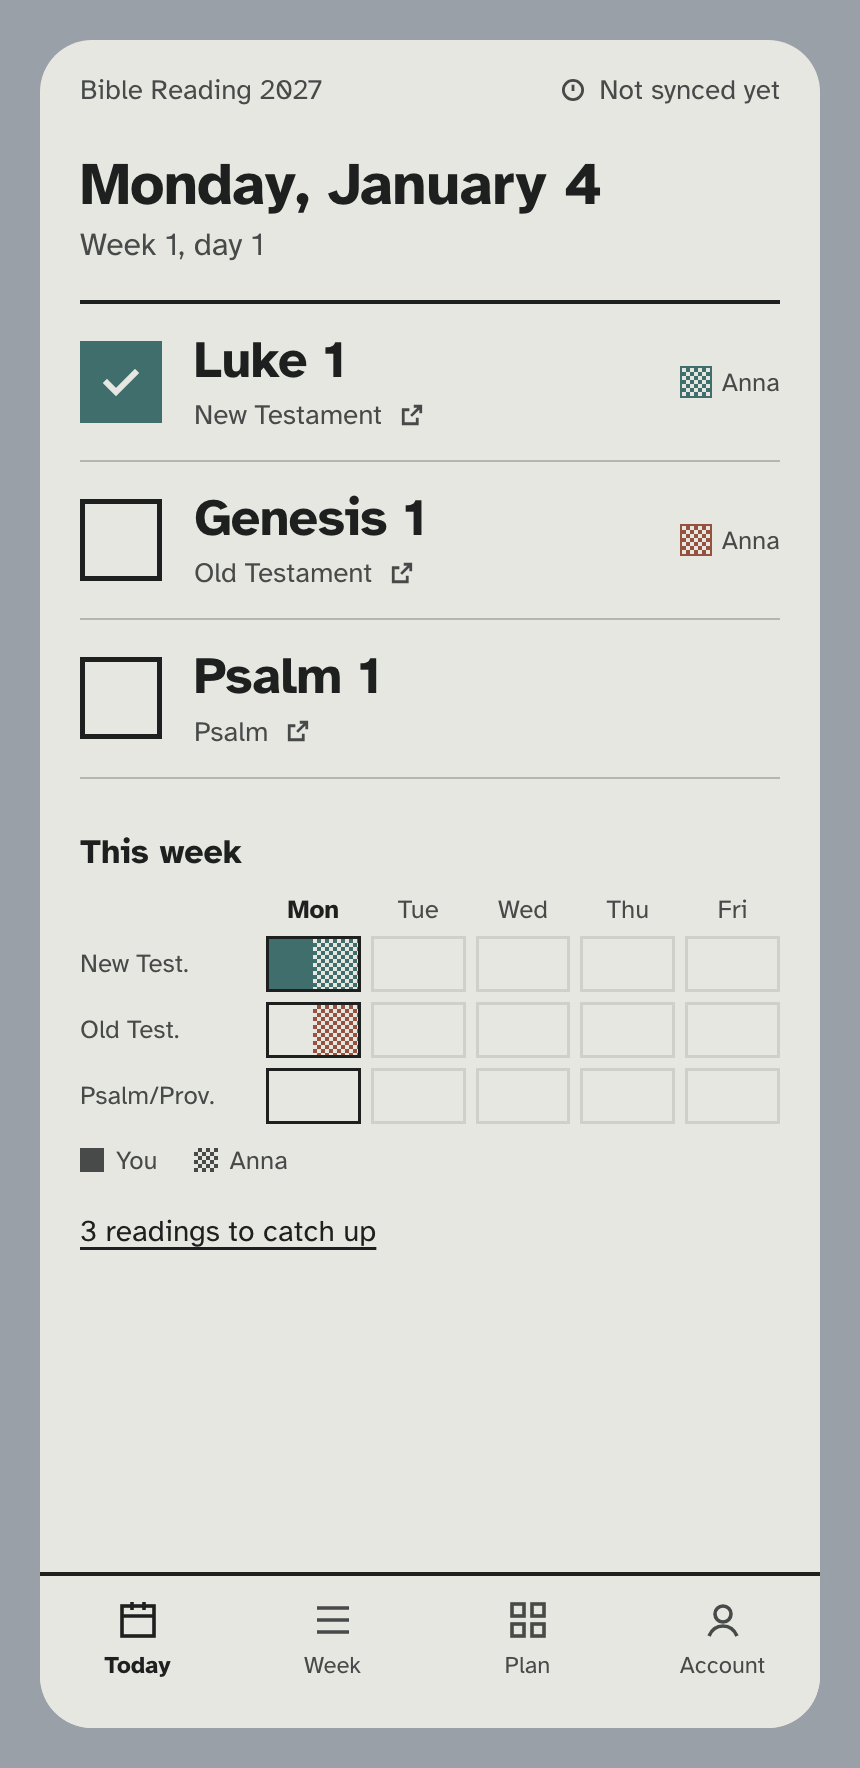 Bible Reading 2027
Not synced yet
Monday, January 4
Week 1, day 1
Luke 1
New Testament
Anna
Genesis 1
Old Testament
Anna
Psalm 1
Psalm
This week
Mon Tue Wed Thu Fri
New Test.
Old Test.
Psalm/Prov.
You Anna
3 readings to catch up
Today Week Plan Account